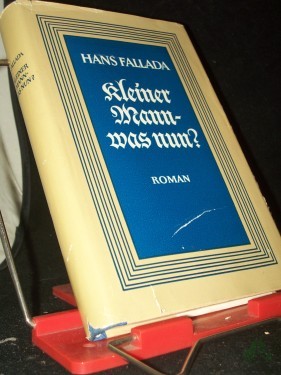 HANS FALLADA
Kleiner
Mann-
was nun?
ROMAN